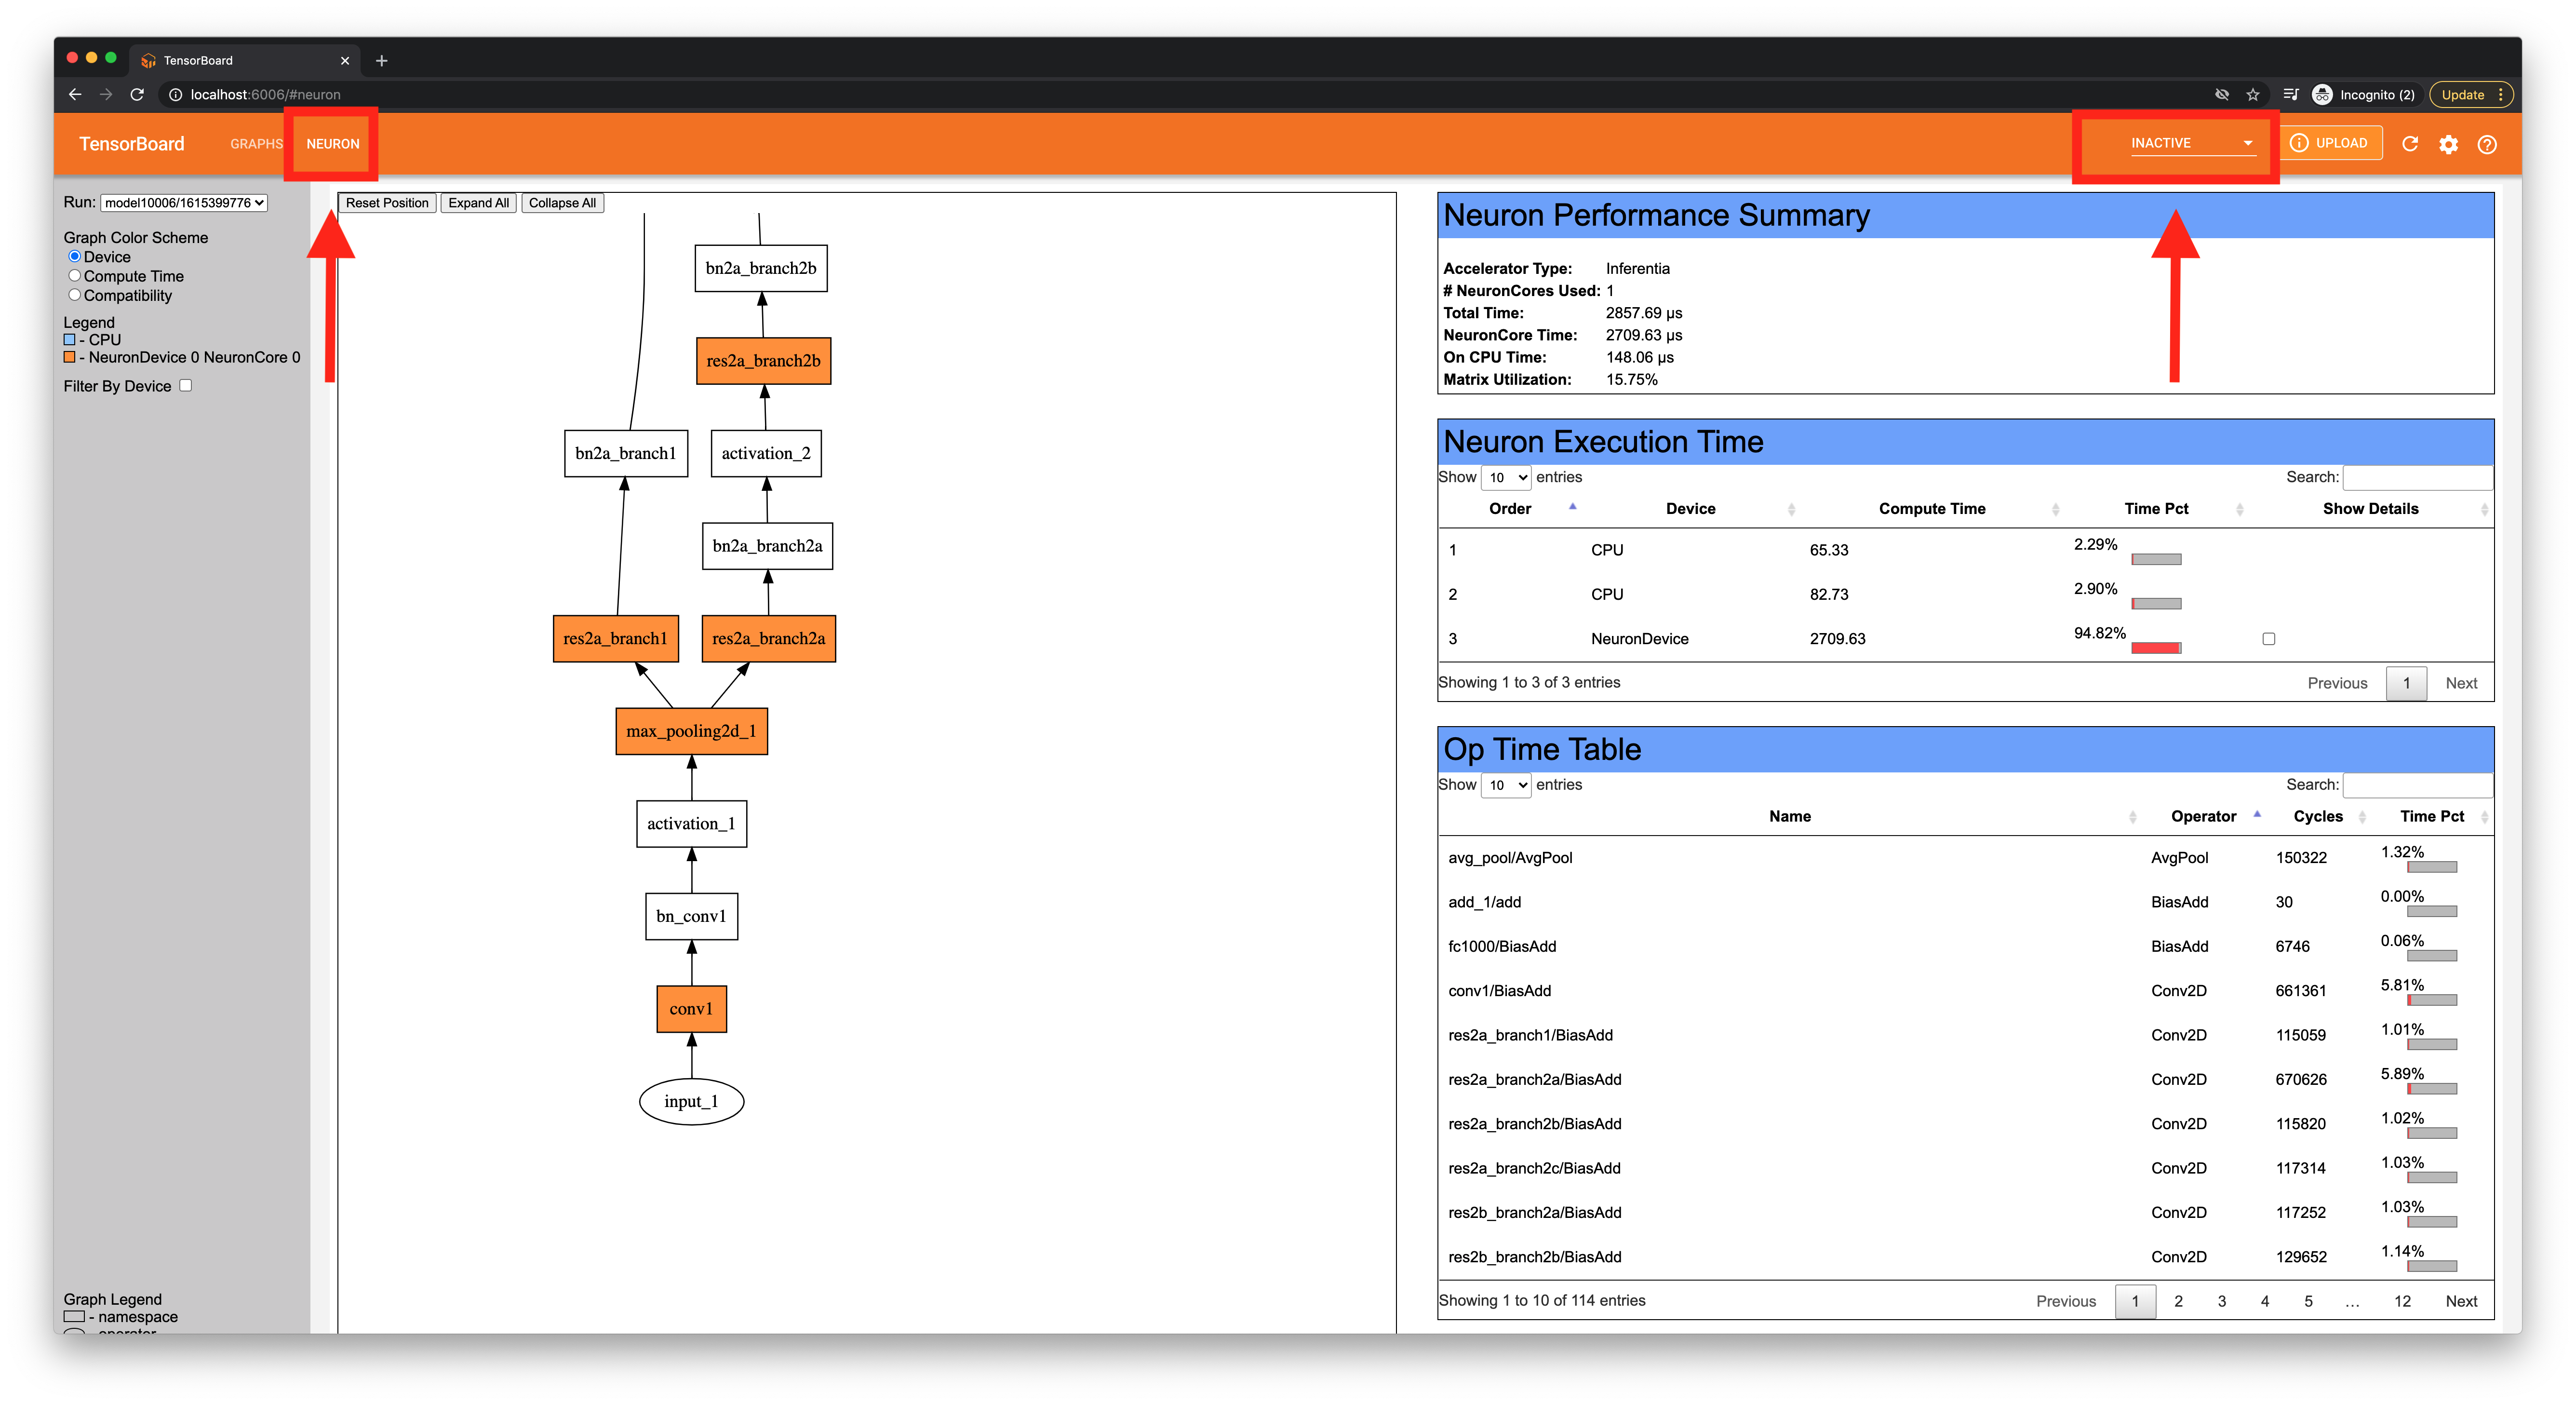 TensorBoard
localhost:6006/#neuron
Incognito (2)
Update
TensorBoard
GRAPHS
NEURON
INACTIVE
UPLOAD
Run: model10006/1615399776
Graph Color Scheme
Device
Compute Time
Compatibility
Legend
- CPU
- NeuronDevice 0 NeuronCore 0
Filter By Device
Graph Legend
- namespace
- operator
Reset Position
Expand All
Collapse All
bn2a_branch2b
res2a_branch2b
bn2a_branch1
activation_2
bn2a_branch2a
res2a_branch1
res2a_branch2a
max_pooling2d_1
activation_1
bn_conv1
conv1
input_1
Neuron Performance Summary
Accelerator Type: Inferentia
# NeuronCores Used: 1
Total Time: 2857.69 µs
NeuronCore Time: 2709.63 µs
On CPU Time: 148.06 µs
Matrix Utilization: 15.75%
Neuron Execution Time
Show 10 entries
Search:
Order Device Compute Time Time Pct Show Details
1 CPU 65.33 2.29%
2 CPU 82.73 2.90%
3 NeuronDevice 2709.63 94.82%
Showing 1 to 3 of 3 entries
Previous 1 Next
Op Time Table
Show 10 entries
Search:
Name Operator Cycles Time Pct
avg_pool/AvgPool AvgPool 150322 1.32%
add_1/add BiasAdd 30 0.00%
fc1000/BiasAdd BiasAdd 6746 0.06%
conv1/BiasAdd Conv2D 661361 5.81%
res2a_branch1/BiasAdd Conv2D 115059 1.01%
res2a_branch2a/BiasAdd Conv2D 670626 5.89%
res2a_branch2b/BiasAdd Conv2D 115820 1.02%
res2a_branch2c/BiasAdd Conv2D 117314 1.03%
res2b_branch2a/BiasAdd Conv2D 117252 1.03%
res2b_branch2b/BiasAdd Conv2D 129652 1.14%
Showing 1 to 10 of 114 entries
Previous 1 2 3 4 5 … 12 Next